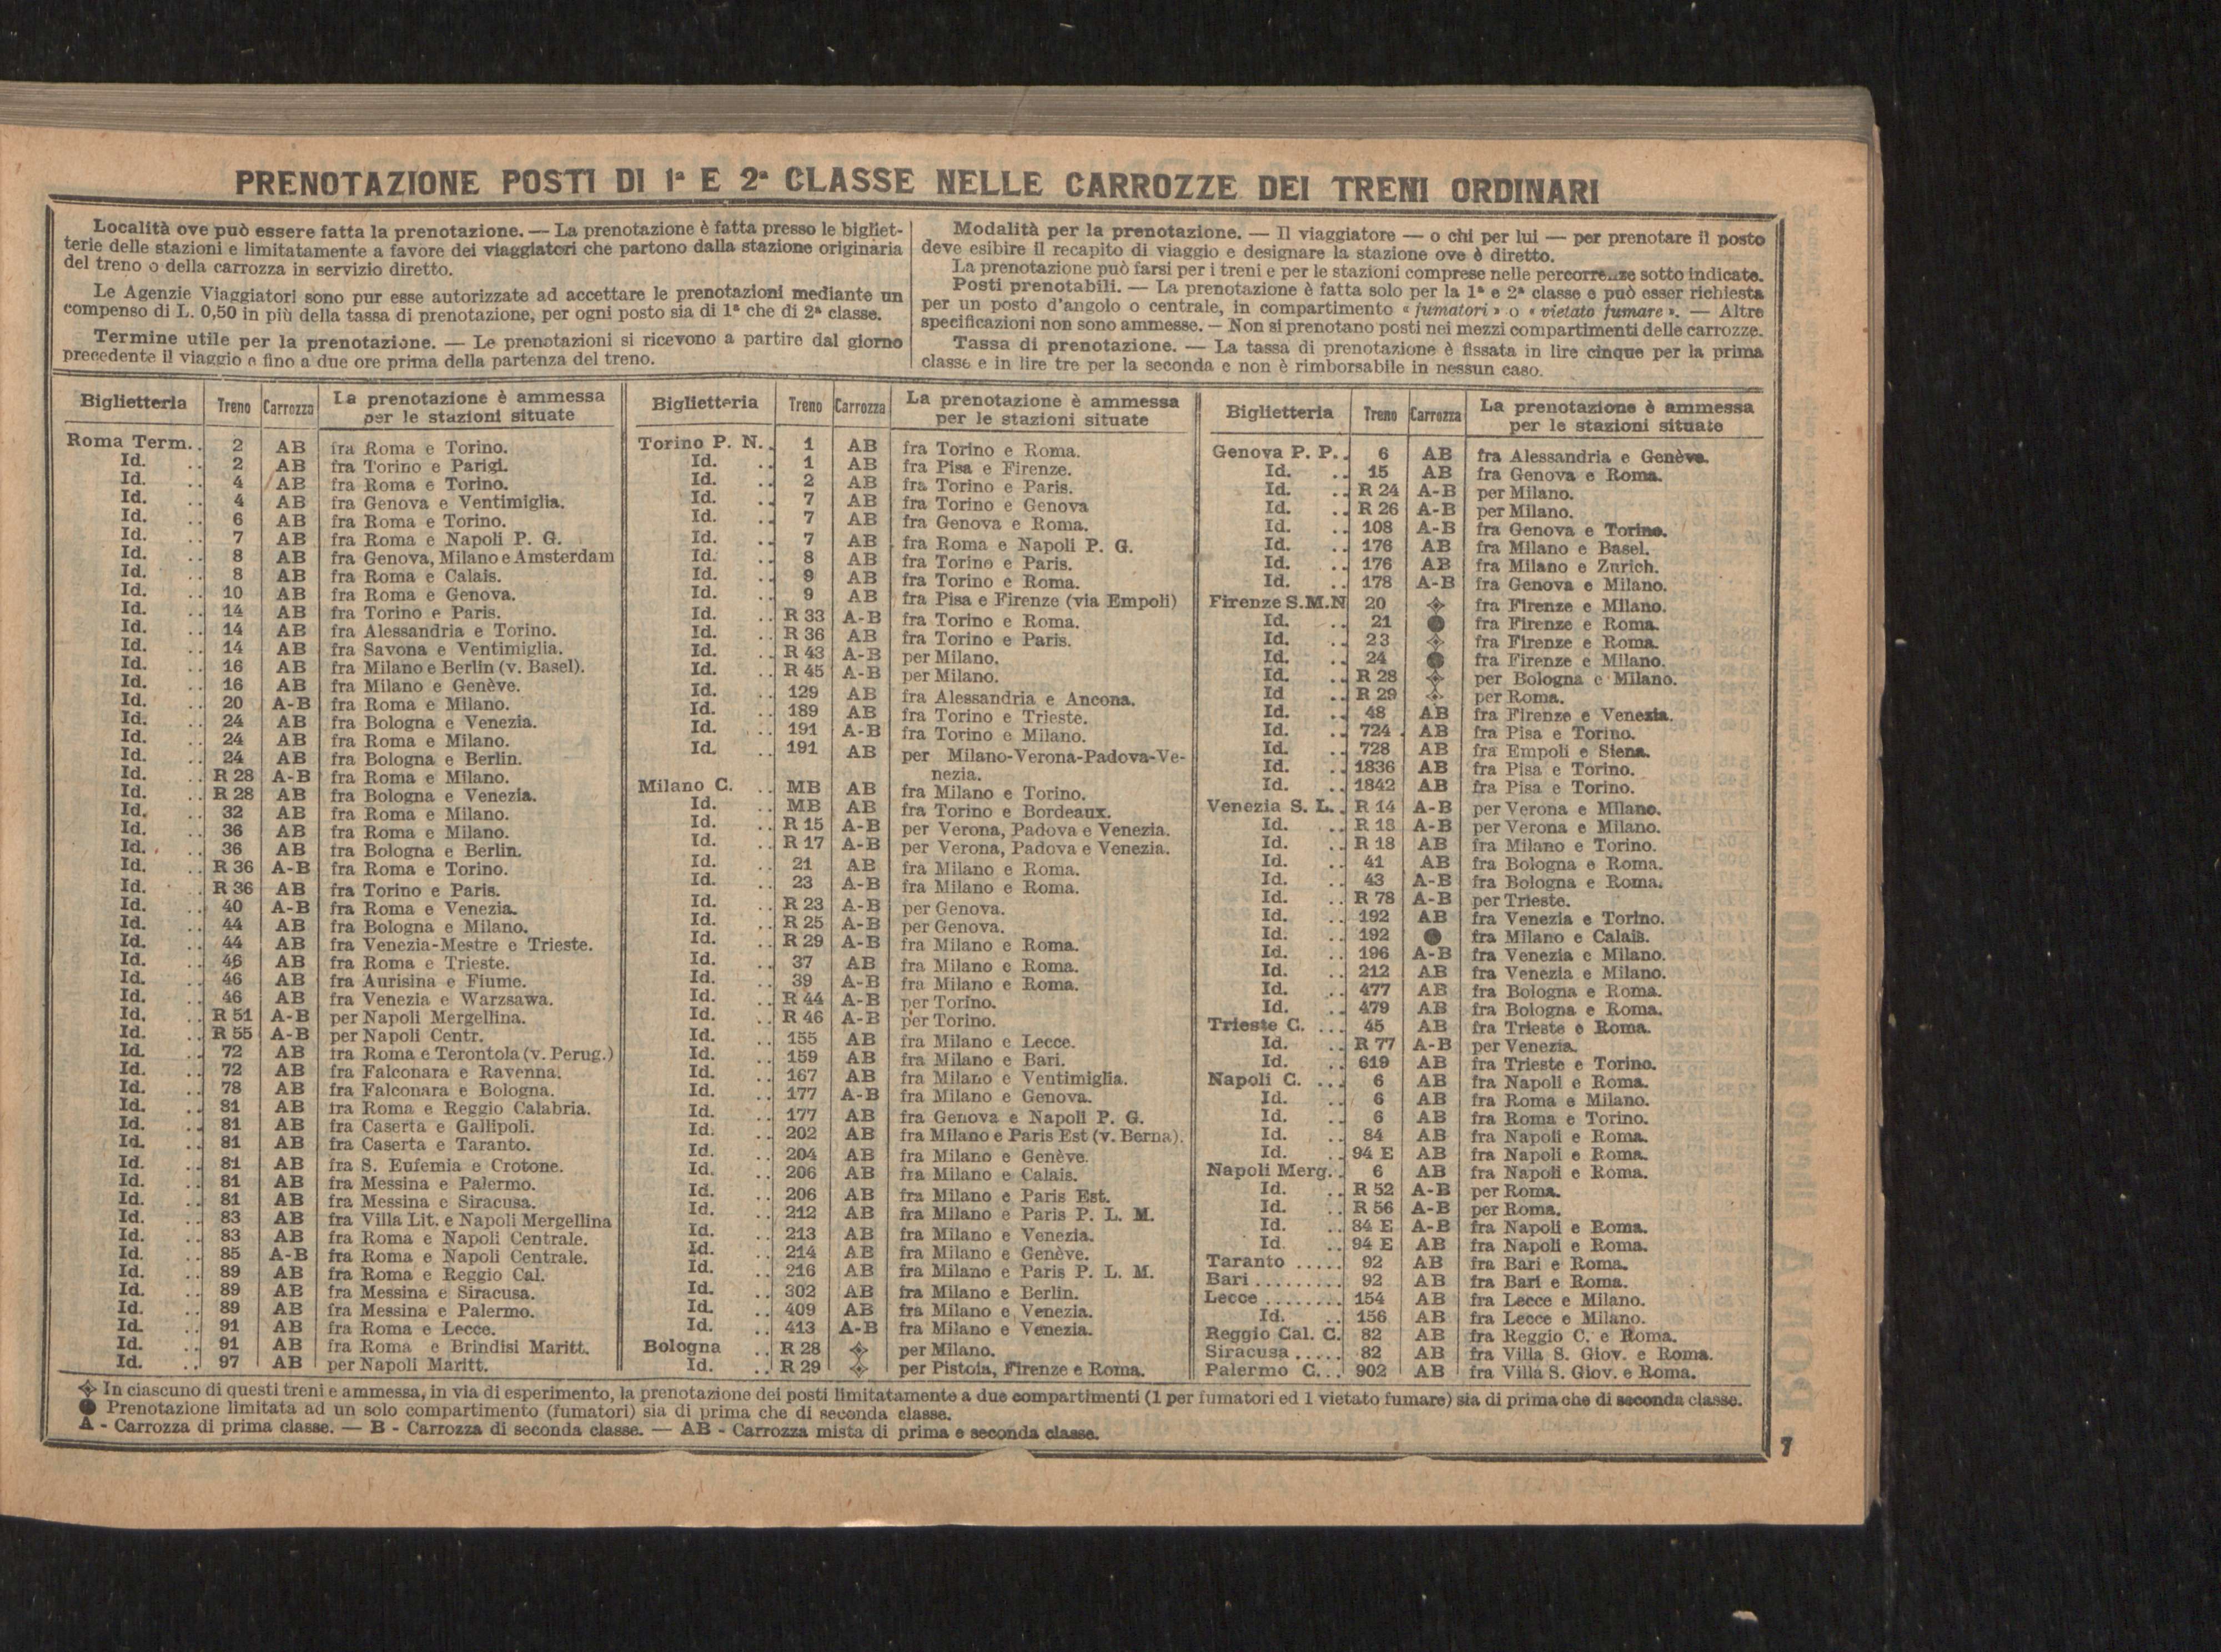 PRENOTAZIONE POSTI DI 1ª E 2ª CLASSE NELLE CARROZZE DEI TRENI ORDINARI
Località ove può essere fatta la prenotazione. — La prenotazione è fatta presso le bigliet-
terie delle stazioni e limitatamente a favore dei viaggiatori che partono dalla stazione originaria
del treno o della carrozza in servizio diretto.
Le Agenzie Viaggiatori sono pur esse autorizzate ad accettare le prenotazioni mediante un
compenso di L. 0,50 in più della tassa di prenotazione, per ogni posto sia di 1ª che di 2ª classe.
Termine utile per la prenotazione. — Le prenotazioni si ricevono a partire dal giorno
precedente il viaggio e fino a due ore prima della partenza del treno.
Modalità per la prenotazione. — Il viaggiatore — o chi per lui — per prenotare il posto
deve esibire il recapito di viaggio e designare la stazione ove è diretto.
La prenotazione può farsi per i treni e per le stazioni comprese nelle percorrenze sotto indicate.
Posti prenotabili. — La prenotazione è fatta solo per la 1ª e 2ª classe e può esser richiesta
per un posto d'angolo o centrale, in compartimento « fumatori » o « vietato fumare ». — Altre
specificazioni non sono ammesse. — Non si prenotano posti nei mezzi compartimenti delle carrozze.
Tassa di prenotazione. — La tassa di prenotazione è fissata in lire cinque per la prima
classe e in lire tre per la seconda e non è rimborsabile in nessun caso.
Biglietteria Treno Carrozza La prenotazione è ammessa
per le stazioni situate
Roma Term.. 2 AB fra Roma e Torino.
Id. .. 2 AB fra Torino e Parigi.
Id. .. 4 AB fra Roma e Torino.
Id. .. 4 AB fra Genova e Ventimiglia.
Id. .. 6 AB fra Roma e Torino.
Id. .. 7 AB fra Roma e Napoli P. G.
Id. .. 8 AB fra Genova, Milano e Amsterdam
Id. .. 8 AB fra Roma e Calais.
Id. .. 10 AB fra Roma e Genova.
Id. .. 14 AB fra Torino e Paris.
Id. .. 14 AB fra Alessandria e Torino.
Id. .. 14 AB fra Savona e Ventimiglia.
Id. .. 16 AB fra Milano e Berlin (v. Basel).
Id. .. 16 AB fra Milano e Genève.
Id. .. 20 A-B fra Roma e Milano.
Id. .. 24 AB fra Bologna e Venezia.
Id. .. 24 AB fra Roma e Milano.
Id. .. 24 AB fra Bologna e Berlin.
Id. .. R 28 A-B fra Roma e Milano.
Id. .. R 28 AB fra Bologna e Venezia.
Id. .. 32 AB fra Roma e Milano.
Id. .. 36 AB fra Roma e Milano.
Id. .. 36 AB fra Bologna e Berlin.
Id. .. R 36 A-B fra Roma e Torino.
Id. .. R 36 AB fra Torino e Paris.
Id. .. 40 A-B fra Roma e Venezia.
Id. .. 44 AB fra Bologna e Milano.
Id. .. 44 AB fra Venezia-Mestre e Trieste.
Id. .. 46 AB fra Roma e Trieste.
Id. .. 46 AB fra Aurisina e Fiume.
Id. .. 46 AB fra Venezia e Warzsawa.
Id. .. R 51 A-B per Napoli Mergellina.
Id. .. R 55 A-B per Napoli Centr.
Id. .. 72 AB fra Roma e Terontola (v. Perug.)
Id. .. 72 AB fra Falconara e Ravenna.
Id. .. 78 AB fra Falconara e Bologna.
Id. .. 81 AB fra Roma e Reggio Calabria.
Id. .. 81 AB fra Caserta e Gallipoli.
Id. .. 81 AB fra Caserta e Taranto.
Id. .. 81 AB fra S. Eufemia e Crotone.
Id. .. 81 AB fra Messina e Palermo.
Id. .. 81 AB fra Messina e Siracusa.
Id. .. 83 AB fra Villa Lit. e Napoli Mergellina
Id. .. 83 AB fra Roma e Napoli Centrale.
Id. .. 85 A-B fra Roma e Napoli Centrale.
Id. .. 89 AB fra Roma e Reggio Cal.
Id. .. 89 AB fra Messina e Siracusa.
Id. .. 89 AB fra Messina e Palermo.
Id. .. 91 AB fra Roma e Lecce.
Id. .. 91 AB fra Roma e Brindisi Maritt.
Id. .. 97 AB per Napoli Maritt.
Biglietteria Treno Carrozza La prenotazione è ammessa
per le stazioni situate
Torino P. N.. 1 AB fra Torino e Roma.
Id. .. 1 AB fra Pisa e Firenze.
Id. .. 2 AB fra Torino e Paris.
Id. .. 7 AB fra Torino e Genova
Id. .. 7 AB fra Genova e Roma.
Id. .. 7 AB fra Roma e Napoli P. G.
Id. .. 8 AB fra Torino e Paris.
Id. .. 9 AB fra Torino e Roma.
Id. .. 9 AB fra Pisa e Firenze (via Empoli)
Id. .. R 33 A-B fra Torino e Roma.
Id. .. R 36 AB fra Torino e Paris.
Id. .. R 43 A-B per Milano.
Id. .. R 45 A-B per Milano.
Id. .. 129 AB fra Alessandria e Ancona.
Id. .. 189 AB fra Torino e Trieste.
Id. .. 191 A-B fra Torino e Milano.
Id. .. 191 AB per Milano-Verona-Padova-Ve-
nezia.
Milano C. .. MB AB fra Milano e Torino.
Id. .. MB AB fra Torino e Bordeaux.
Id. .. R 15 A-B per Verona, Padova e Venezia.
Id. .. R 17 A-B per Verona, Padova e Venezia.
Id. .. 21 AB fra Milano e Roma.
Id. .. 23 A-B fra Milano e Roma.
Id. .. R 23 A-B per Genova.
Id. .. R 25 A-B per Genova.
Id. .. R 29 A-B fra Milano e Roma.
Id. .. 37 AB fra Milano e Roma.
Id. .. 39 A-B fra Milano e Roma.
Id. .. R 44 A-B per Torino.
Id. .. R 46 A-B per Torino.
Id. .. 155 AB fra Milano e Lecce.
Id. .. 159 AB fra Milano e Bari.
Id. .. 167 AB fra Milano e Ventimiglia.
Id. .. 177 A-B fra Milano e Genova.
Id. .. 177 AB fra Genova e Napoli P. G.
Id. .. 202 AB fra Milano e Paris Est (v. Berna).
Id. .. 204 AB fra Milano e Genève.
Id. .. 206 AB fra Milano e Calais.
Id. .. 206 AB fra Milano e Paris Est.
Id. .. 212 AB fra Milano e Paris P. L. M.
Id. .. 213 AB fra Milano e Venezia.
Id. .. 214 AB fra Milano e Genève.
Id. .. 216 AB fra Milano e Paris P. L. M.
Id. .. 302 AB fra Milano e Berlin.
Id. .. 409 AB fra Milano e Venezia.
Id. .. 413 A-B fra Milano e Venezia.
Bologna .. R 28 per Milano.
Id. .. R 29 per Pistoia, Firenze e Roma.
Biglietteria Treno Carrozza La prenotazione è ammessa
per le stazioni situate
Genova P. P.. 6 AB fra Alessandria e Genève.
Id. .. 15 AB fra Genova e Roma.
Id. .. R 24 A-B per Milano.
Id. .. R 26 A-B per Milano.
Id. .. 108 A-B fra Genova e Torino.
Id. .. 176 AB fra Milano e Basel.
Id. .. 176 AB fra Milano e Zurich.
Id. .. 178 A-B fra Genova e Milano.
Firenze S.M.N 20 fra Firenze e Milano.
Id. .. 21 ● fra Firenze e Roma.
Id. .. 23 fra Firenze e Roma.
Id. .. 24 ● fra Firenze e Milano.
Id. .. R 28 per Bologna e Milano.
Id .. R 29 per Roma.
Id. .. 48 AB fra Firenze e Venezia.
Id. .. 724 AB fra Pisa e Torino.
Id. .. 728 AB fra Empoli e Siena.
Id. .. 1836 AB fra Pisa e Torino.
Id. .. 1842 AB fra Pisa e Torino.
Venezia S. L.. R 14 A-B per Verona e Milano.
Id. .. R 18 A-B per Verona e Milano.
Id. .. R 18 AB fra Milano e Torino.
Id. .. 41 AB fra Bologna e Roma.
Id. .. 43 A-B fra Bologna e Roma.
Id. .. R 78 A-B per Trieste.
Id. .. 192 AB fra Venezia e Torino.
Id. .. 192 ● fra Milano e Calais.
Id. .. 196 A-B fra Venezia e Milano.
Id. .. 212 AB fra Venezia e Milano.
Id. .. 477 AB fra Bologna e Roma.
Id. .. 479 AB fra Bologna e Roma.
Trieste C. ... 45 AB fra Trieste e Roma.
Id. .. R 77 A-B per Venezia.
Id. .. 619 AB fra Trieste e Torino.
Napoli C. ... 6 AB fra Napoli e Roma.
Id. .. 6 AB fra Roma e Milano.
Id. .. 6 AB fra Roma e Torino.
Id. .. 84 AB fra Napoli e Roma.
Id. .. 94 E AB fra Napoli e Roma.
Napoli Merg.. 6 AB fra Napoli e Roma.
Id. .. R 52 A-B per Roma.
Id. .. R 56 A-B per Roma.
Id. .. 84 E A-B fra Napoli e Roma.
Id. .. 94 E AB fra Napoli e Roma.
Taranto ..... 92 AB fra Bari e Roma.
Bari ......... 92 AB fra Bari e Roma.
Lecce ........ 154 AB fra Lecce e Milano.
Id. .. 156 AB fra Lecce e Milano.
Reggio Cal. C. 82 AB fra Reggio C. e Roma.
Siracusa ..... 82 AB fra Villa S. Giov. e Roma.
Palermo C... 902 AB fra Villa S. Giov. e Roma.
In ciascuno di questi treni e ammessa, in via di esperimento, la prenotazione dei posti limitatamente a due compartimenti (1 per fumatori ed 1 vietato fumare) sia di prima che di seconda classe.
● Prenotazione limitata ad un solo compartimento (fumatori) sia di prima che di seconda classe.
A - Carrozza di prima classe. — B - Carrozza di seconda classe. — AB - Carrozza mista di prima e seconda classe.
7